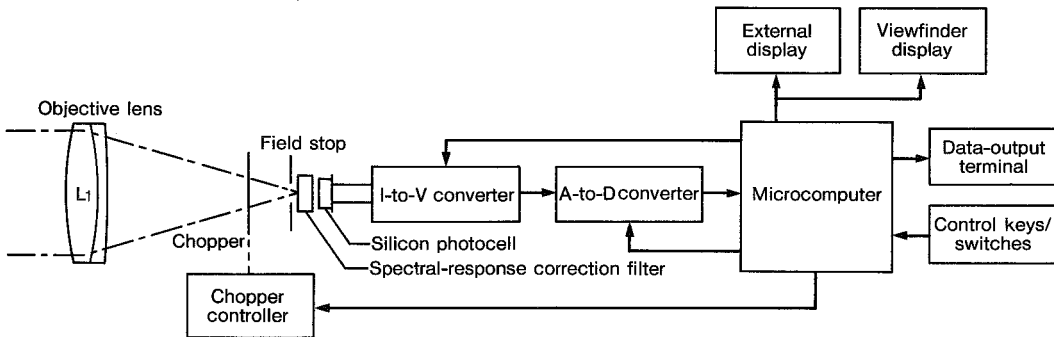 External
display
Viewfinder
display
Objective lens
Field stop
L1
I-to-V converter
A-to-D converter
Microcomputer
Data-output
terminal
Control keys/
switches
Chopper
Silicon photocell
Spectral-response correction filter
Chopper
controller